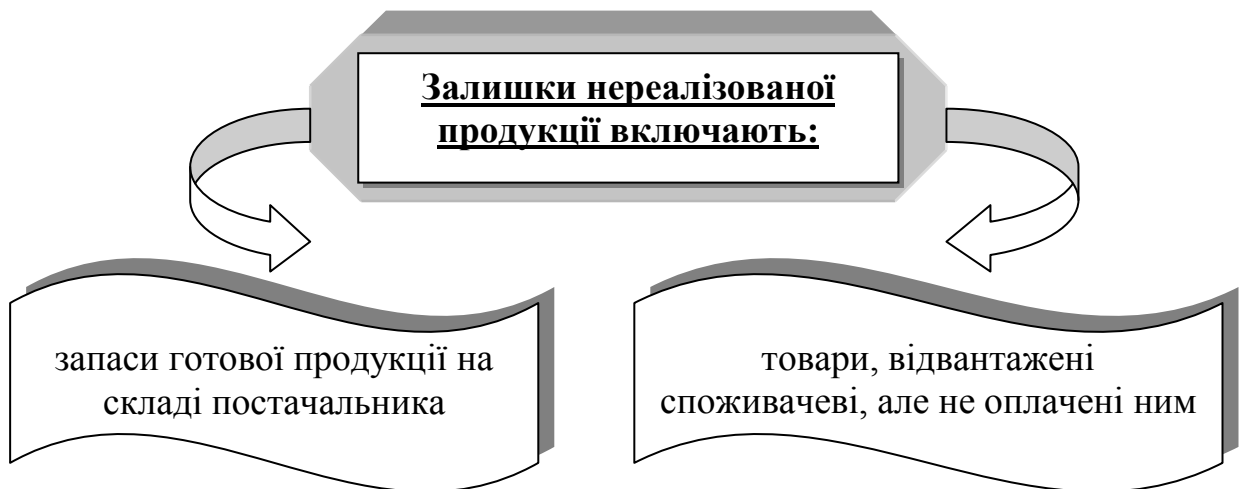 Залишки нереалізованої
продукції включають:
запаси готової продукції на
складі постачальника
товари, відвантажені
споживачеві, але не оплачені ним